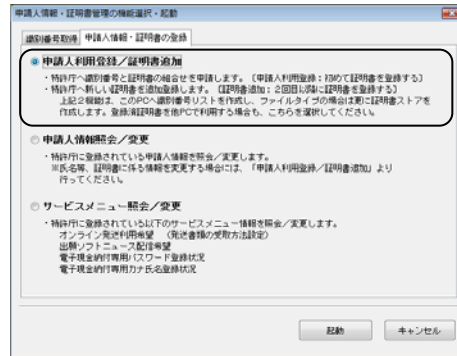 申請人情報・証明書管理の機能選択・起動
識別番号取得 申請人情報・証明書の登録
申請人利用登録/証明書追加
・特許庁へ識別番号と証明書の組合せを申請します。(申請人利用登録:初めて証明書を登録する)
・特許庁へ新しい証明書を追加登録します。(証明書追加:2回目以降に証明書を登録する)
上記2機能は、このPCへ識別番号リストを作成し、ファイルタイプの場合は更に証明書ストアを
作成します。登録済証明書を他PCで利用する場合も、こちらを選択してください。
申請人情報照会/変更
・特許庁に登録されている申請人情報を照会/変更します。
※氏名等、証明書に係る情報を変更する場合には、「申請人利用登録/証明書追加」より
行ってください。
サービスメニュー照会/変更
・特許庁に登録されている以下のサービスメニュー情報を照会/変更します。
オンライン発送利用希望 (発送書類の受取方法設定)
出願ソフトニュース配信希望
電子現金納付専用パスワード登録状況
電子現金納付専用カナ氏名登録状況
起動 キャンセル